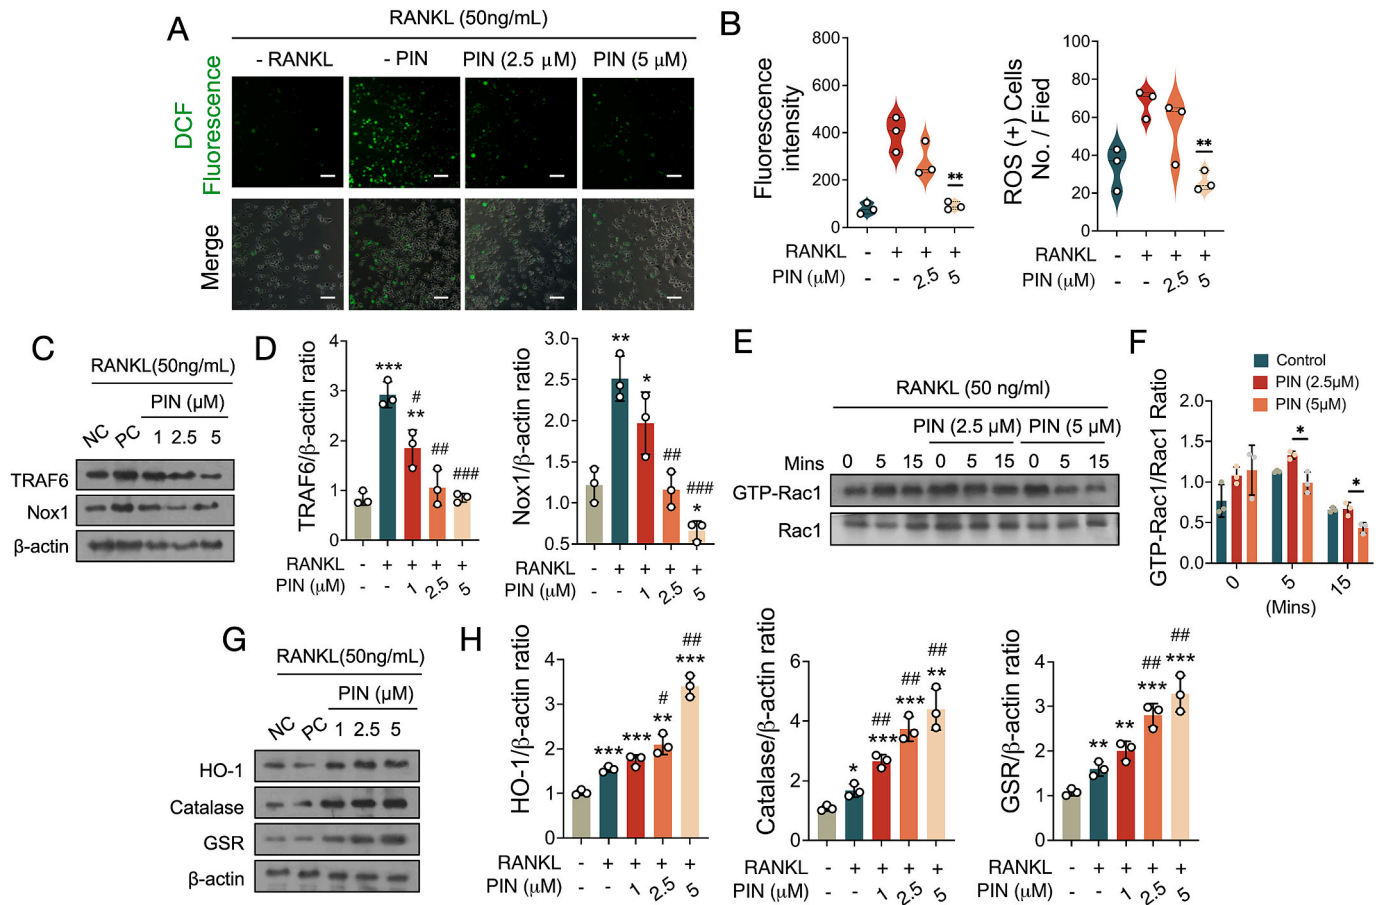 A
RANKL (50ng/mL)
- RANKL
- PIN
PIN (2.5 μM)
PIN (5 μM)
DCF
Fluorescence
Merge
B
Fluorescence
intensity
800
600
400
200
0
RANKL - + + +
PIN (μM) - - 2.5 5
**
ROS (+) Cells
No. / Fied
100
80
60
40
20
0
RANKL - + + +
PIN (μM) - - 2.5 5
**
C
RANKL(50ng/mL)
PIN (μM)
NC PC 1 2.5 5
TRAF6
Nox1
β-actin
D
TRAF6/β-actin ratio
4
3
2
1
0
***
#
**
##
###
RANKL - + + + +
PIN (μM) - - 1 2.5 5
Nox1/β-actin ratio
3.0
2.5
2.0
1.5
1.0
0.5
**
*
##
###
*
RANKL - + + + +
PIN (μM) - - 1 2.5 5
E
RANKL (50 ng/ml)
PIN (2.5 μM) PIN (5 μM)
Mins 0 5 15 0 5 15 0 5 15
GTP-Rac1
Rac1
F
Control
PIN (2.5μM)
PIN (5μM)
GTP-Rac1/Rac1 Ratio
2.0
1.5
1.0
0.5
0.0
*
*
0 5 15
(Mins)
G
RANKL(50ng/mL)
PIN (μM)
NC PC 1 2.5 5
HO-1
Catalase
GSR
β-actin
H
HO-1/β-actin ratio
4
3
2
1
0
***
***
#
**
##
***
RANKL - + + + +
PIN (μM) - - 1 2.5 5
Catalase/β-actin ratio
6
4
2
0
*
##
***
##
***
##
**
RANKL - + + + +
PIN (μM) - - 1 2.5 5
GSR/β-actin ratio
4
3
2
1
0
**
**
##
***
##
***
RANKL - + + + +
PIN (μM) - - 1 2.5 5